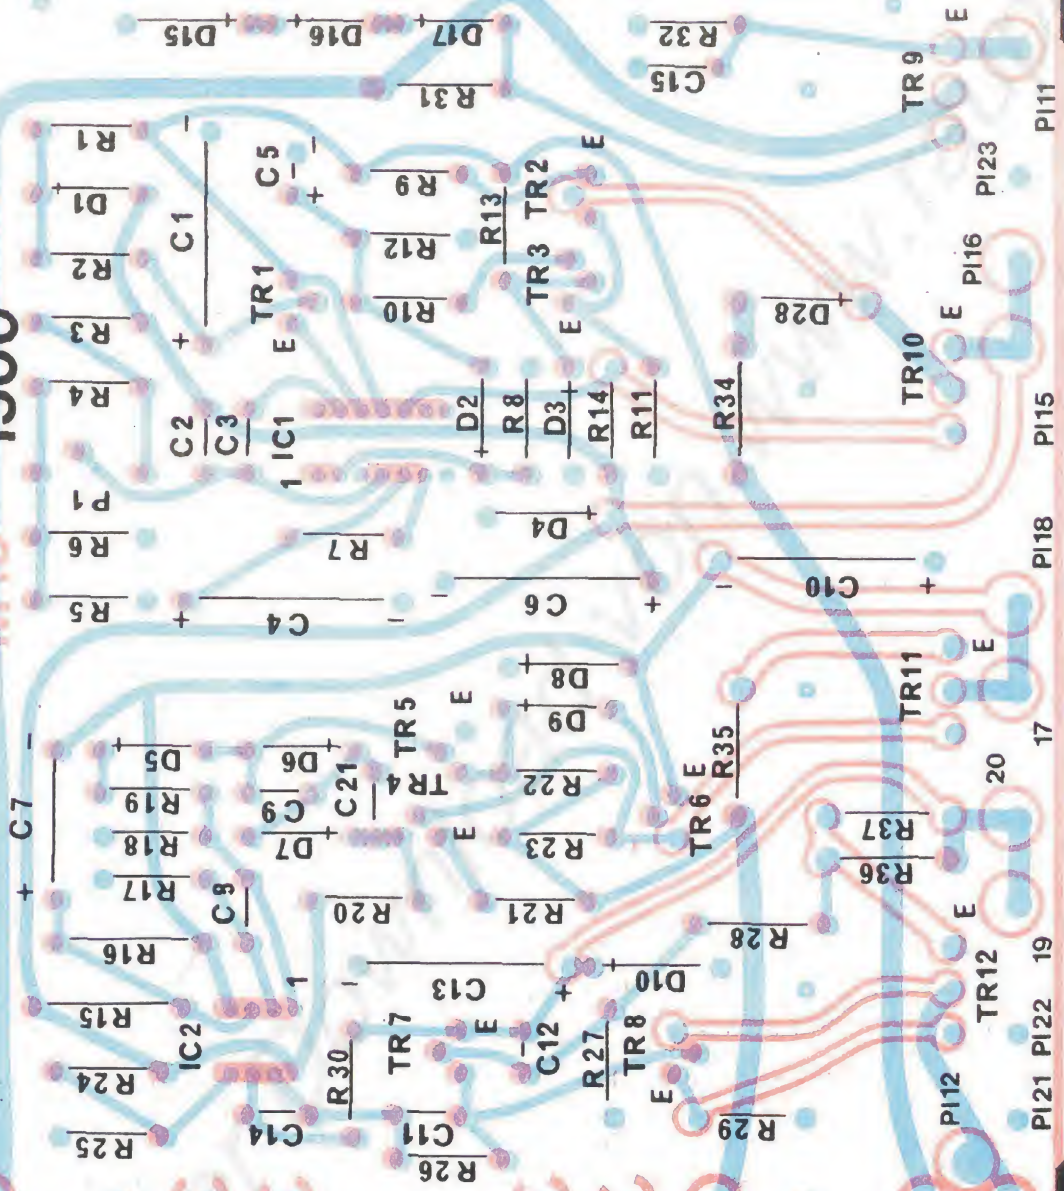 D15 + D16 + D17 +
R32 E
C15
TR9
R31
PI11
R1 -
C5 - -
+
R9
R13
TR2
E
PI23
D1 +
C1
R12
TR3
PI16
R2
TR1
R10
D28 +
E
R3
+
E
E
TR10
R4
C2
C3
IC1
D2
R8
D3
+
R14
R11
R34
PI15
1
+
P1
R6
R7
D4 +
PI18
R5
+
C4
-
-
C6
+
-
C10
+
D8 +
E
TR11
C7
-
+
D5 +
D6 +
TR5
E
D9 +
R35
17
R19
C9
C21
TR4
R22
TR6
E
20
R18
D7 +
E
R23
R37
R17
C8
R20
R21
R36
R16
R28
E
19
1
-
C13
+
D10 +
TR12
R15
IC2
TR7
E
-
C12
R27
TR8
PI22
R24
R30
E
PI12
PI21
R25
C14
C11
R29
R26